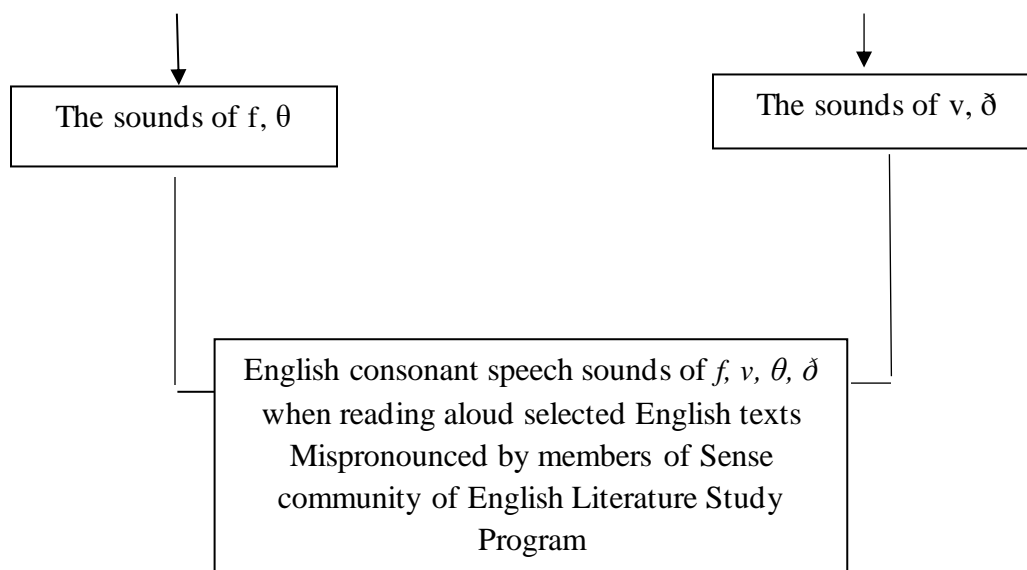 The sounds of f, θ
The sounds of v, ð
English consonant speech sounds of f, v, θ, ð
when reading aloud selected English texts
Mispronounced by members of Sense
community of English Literature Study
Program